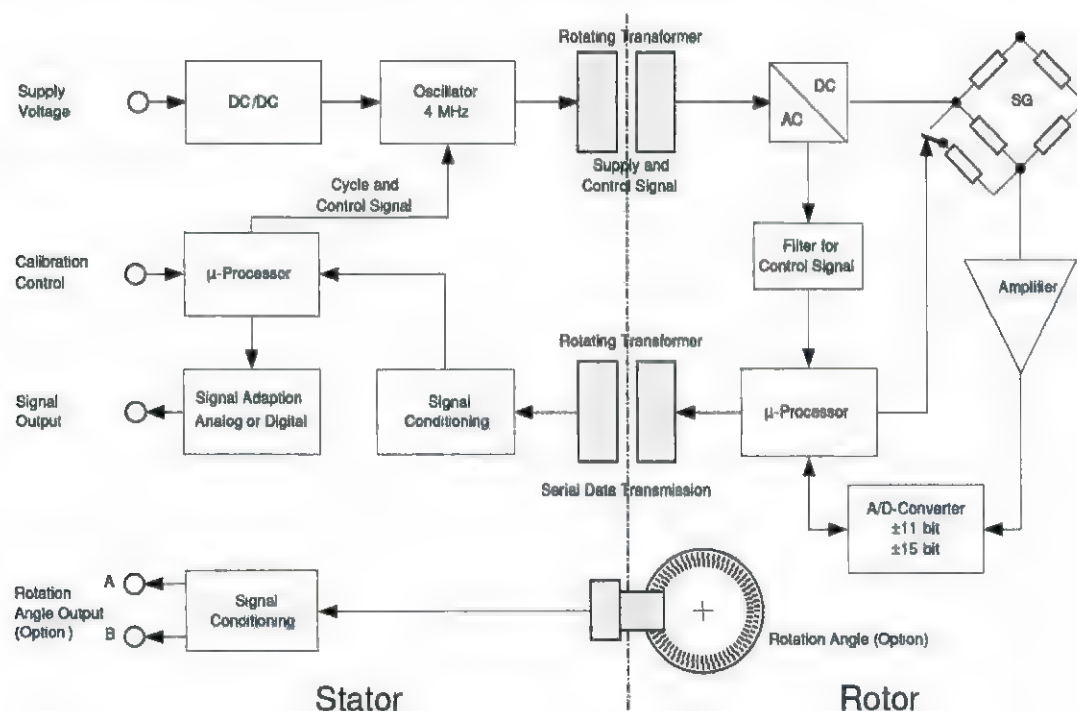 Rotating Transformer
Supply
Voltage
DC/DC
Oscillator
4 MHz
DC
AC
SG
Supply and
Control Signal
Cycle and
Control Signal
Calibration
Control
µ-Processor
Filter for
Control Signal
Amplifier
Rotating Transformer
Signal
Output
Signal Adaption
Analog or Digital
Signal
Conditioning
µ-Processor
Serial Data Transmission
A/D-Converter
±11 bit
±15 bit
Rotation
Angle Output
(Option)
A
B
Signal
Conditioning
Rotation Angle (Option)
Stator
Rotor